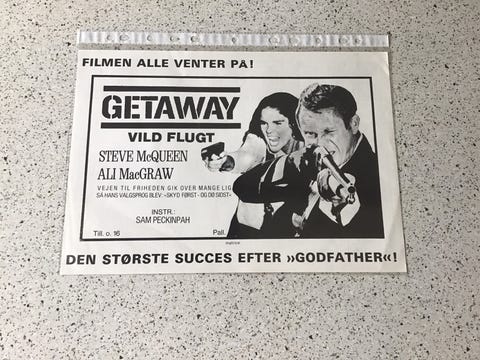 FILMEN ALLE VENTER PÅ!
GETAWAY
VILD FLUGT
STEVE McQUEEN
ALI MacGRAW
VEJEN TIL FRIHEDEN GIK OVER MANGE LIG
SÅ HANS VALGSPROG BLEV: »SKYD FØRST - OG DØ SIDST«
INSTR.:
SAM PECKINPAH
Till. o. 16 Pall.
DEN STØRSTE SUCCES EFTER »GODFATHER«!